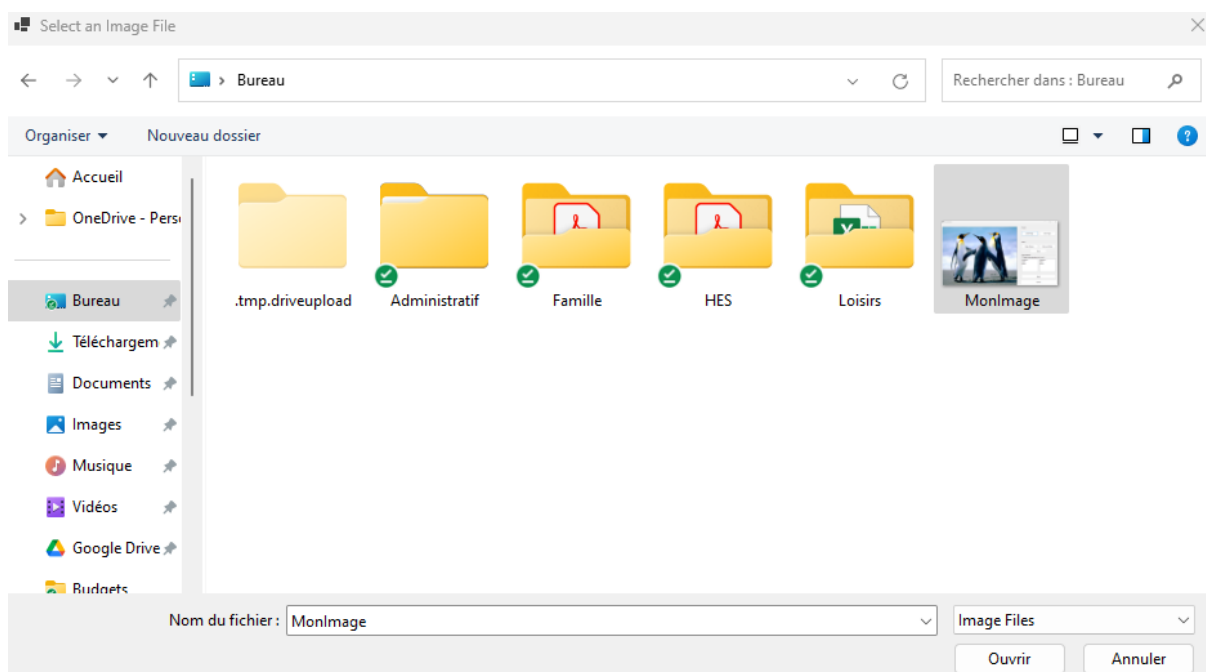 Select an Image File
Bureau
Rechercher dans : Bureau
Organiser
Nouveau dossier
Accueil
OneDrive - Pers
Bureau
Téléchargem
Documents
Images
Musique
Vidéos
Google Drive
Budgets
.tmp.driveupload
Administratif
Famille
HES
Loisirs
MonImage
Nom du fichier :
MonImage
Image Files
Ouvrir
Annuler